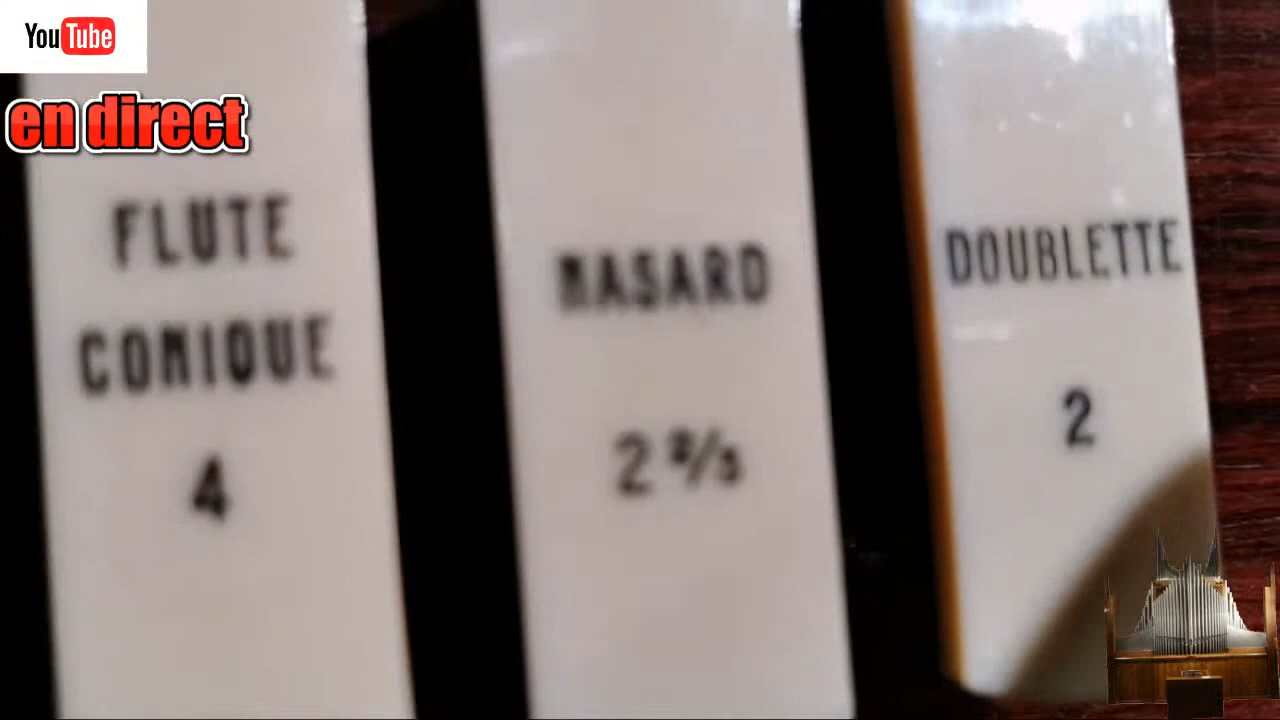 YouTube
en direct
FLUTE
CONIQUE
4
NASARD
2 2/3
DOUBLETTE
2